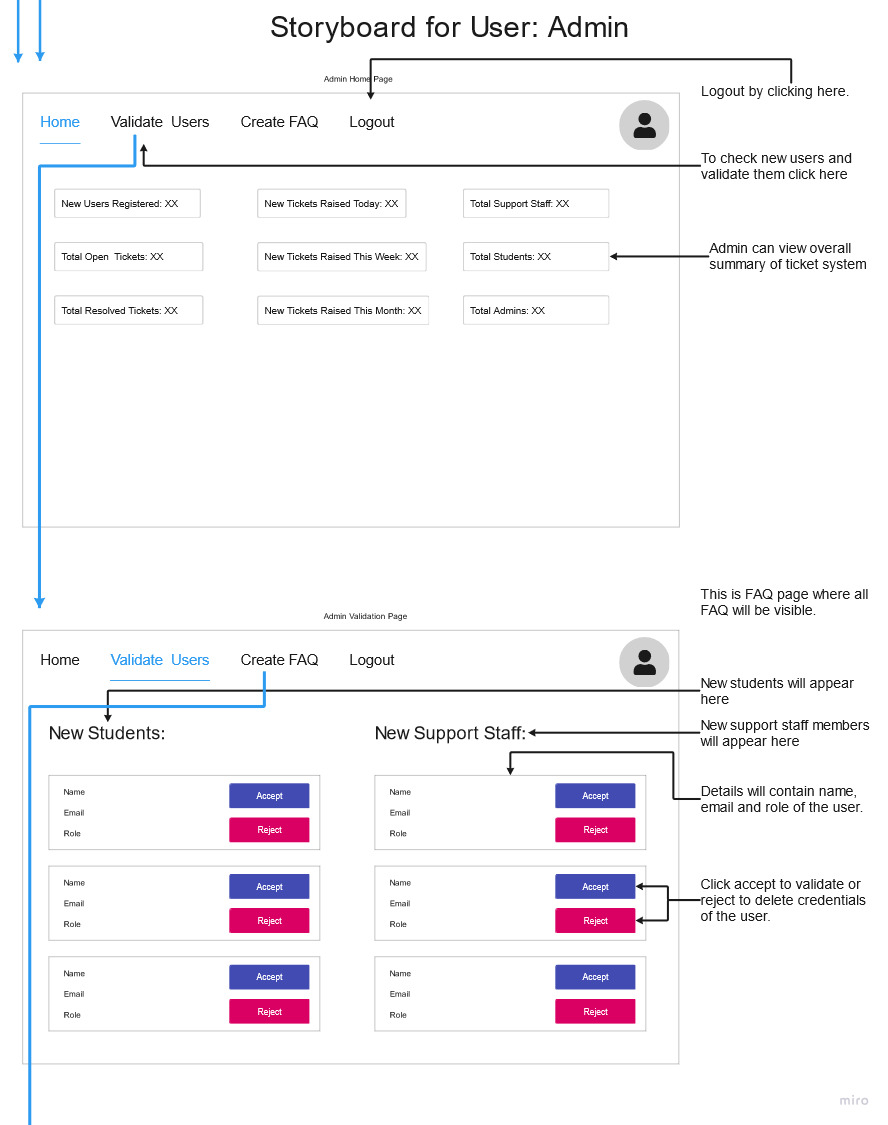 Storyboard for User: Admin
Admin Home Page
Logout by clicking here.
Home
Validate  Users
Create FAQ
Logout
To check new users and
validate them click here
New Users Registered: XX
New Tickets Raised Today: XX
Total Support Staff: XX
Total Open  Tickets: XX
New Tickets Raised This Week: XX
Total Students: XX
Admin can view overall
summary of ticket system
Total Resolved Tickets: XX
New Tickets Raised This Month: XX
Total Admins: XX
This is FAQ page where all
FAQ will be visible.
Admin Validation Page
Home
Validate  Users
Create FAQ
Logout
New students will appear
here
New Students:
New Support Staff:
New support staff members
will appear here
Name
Email
Role
Accept
Reject
Name
Email
Role
Accept
Reject
Details will contain name,
email and role of the user.
Name
Email
Role
Accept
Reject
Name
Email
Role
Accept
Reject
Click accept to validate or
reject to delete credentials
of the user.
Name
Email
Role
Accept
Reject
Name
Email
Role
Accept
Reject
miro